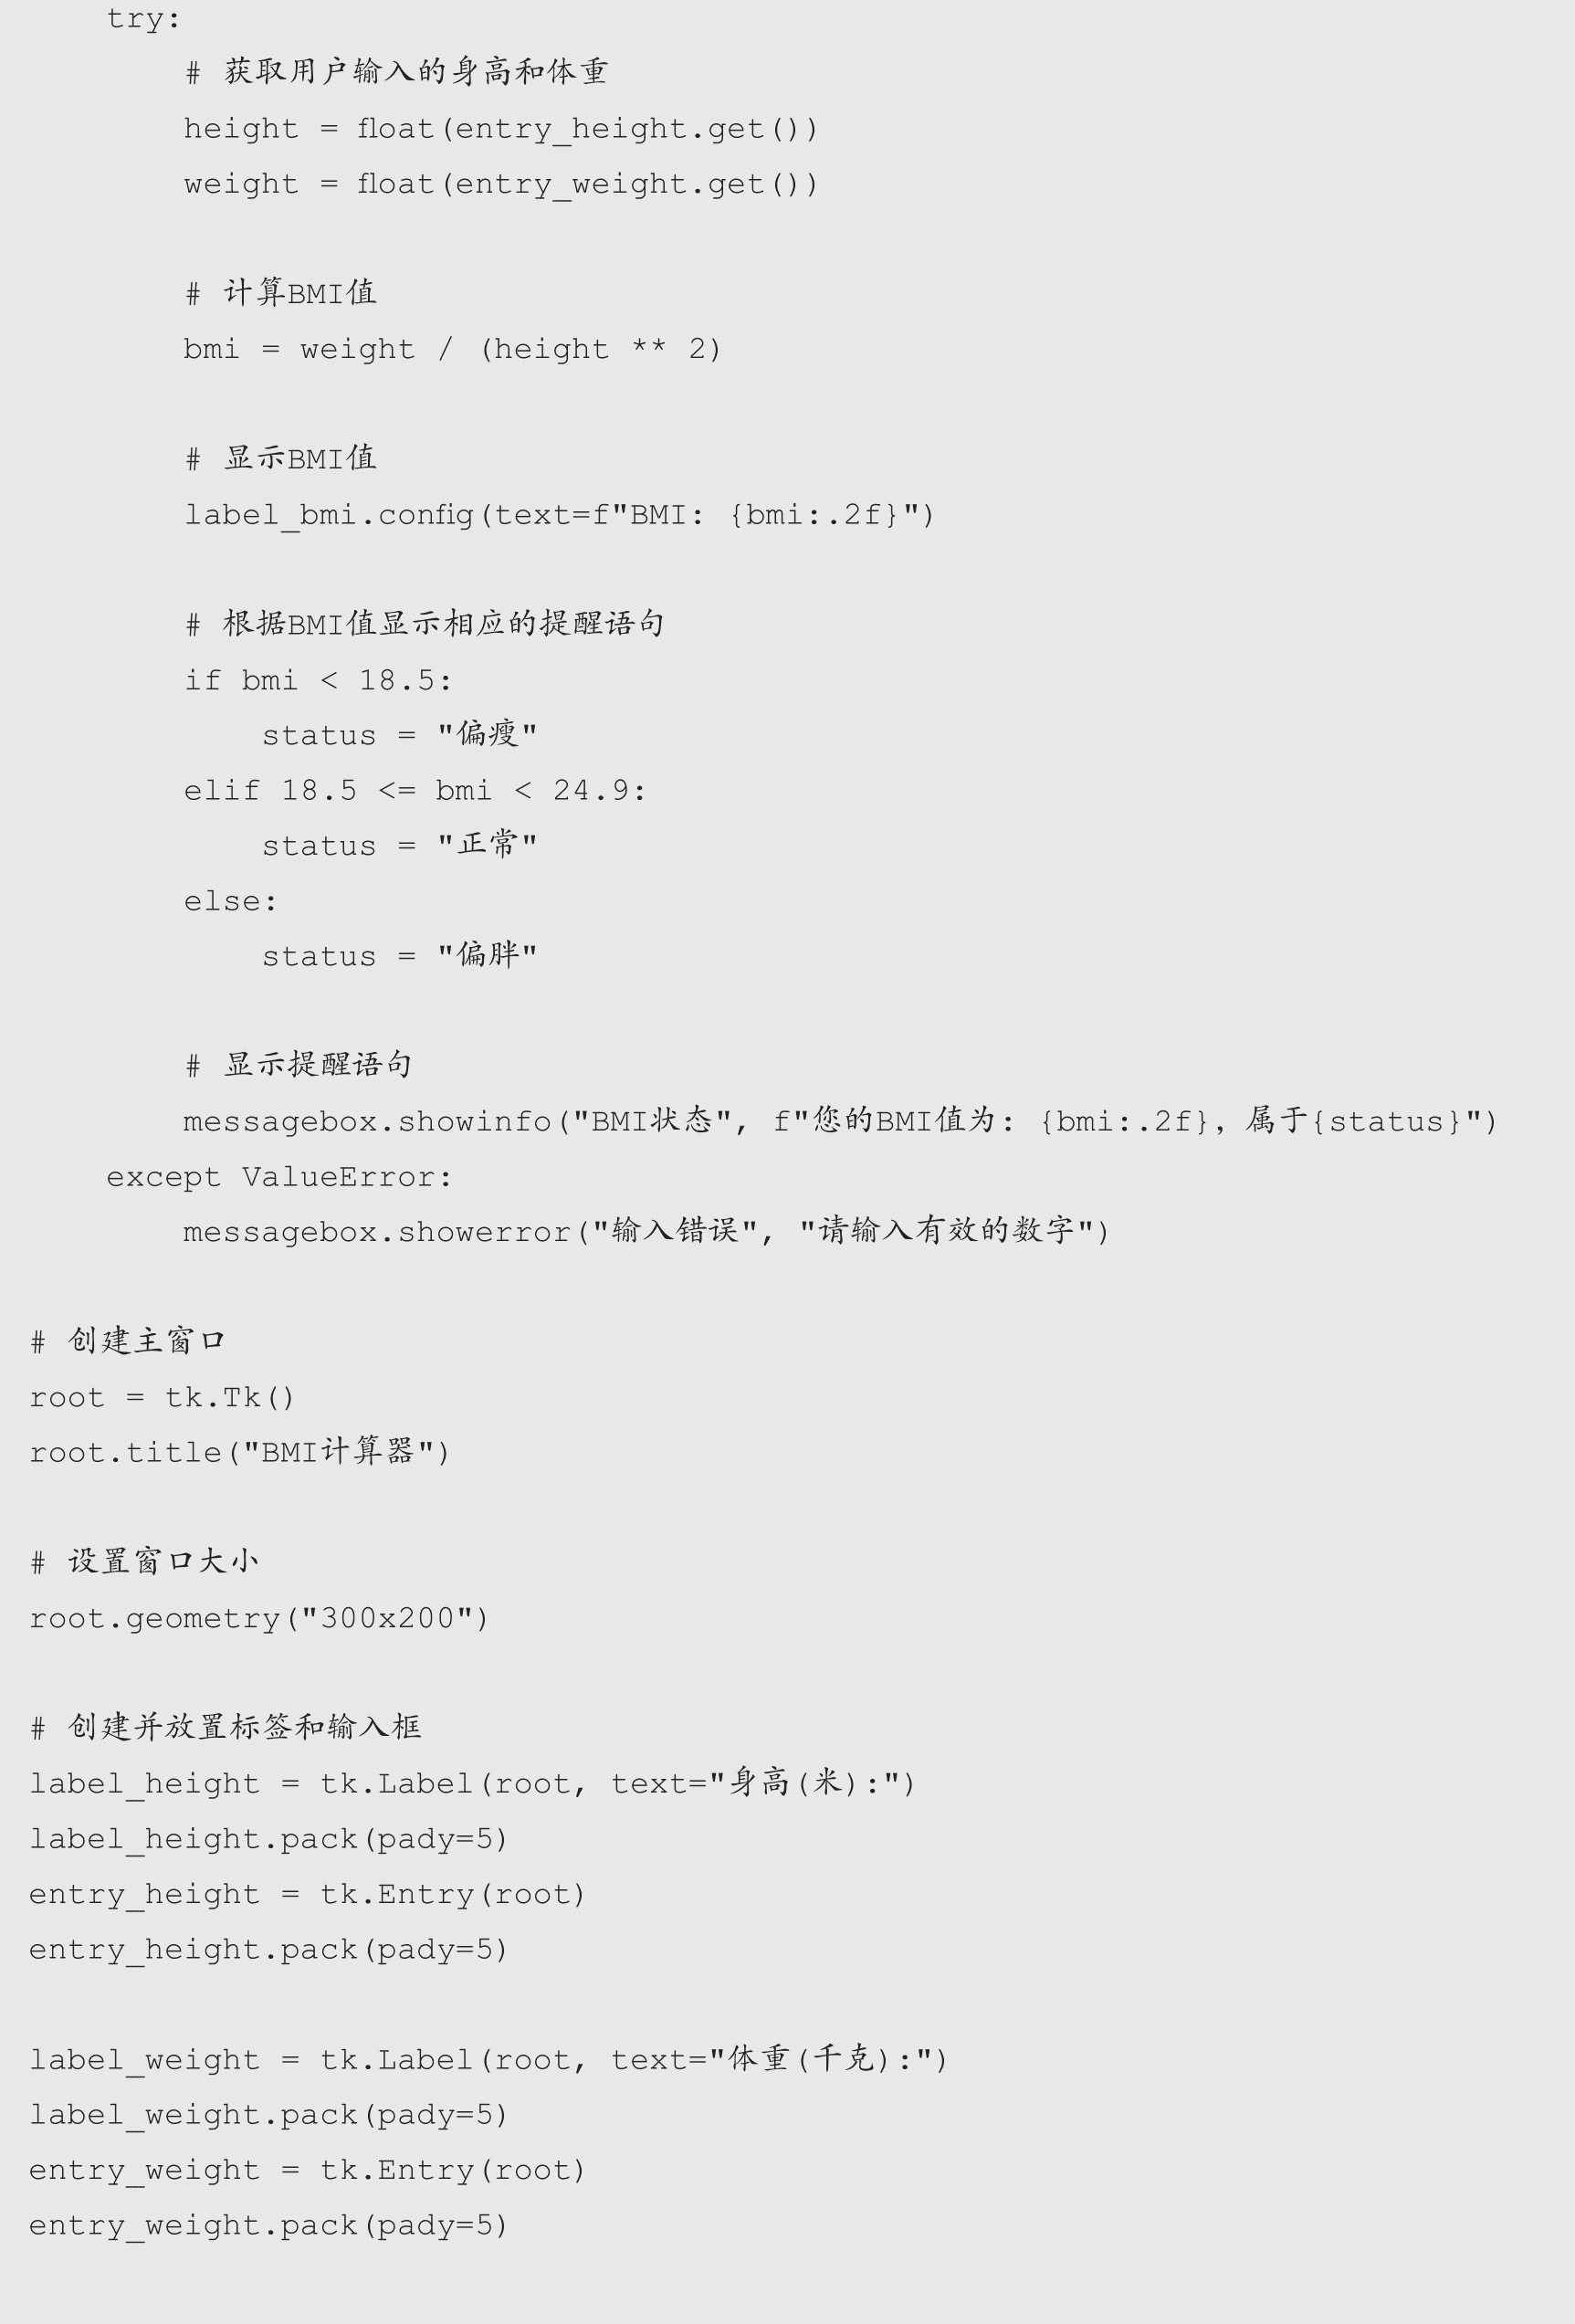 try:
# 获取用户输入的身高和体重
height = float(entry_height.get())
weight = float(entry_weight.get())
# 计算BMI值
bmi = weight / (height ** 2)
# 显示BMI值
label_bmi.config(text=f"BMI: {bmi:.2f}")
# 根据BMI值显示相应的提醒语句
if bmi < 18.5:
status = "偏瘦"
elif 18.5 <= bmi < 24.9:
status = "正常"
else:
status = "偏胖"
# 显示提醒语句
messagebox.showinfo("BMI状态", f"您的BMI值为: {bmi:.2f}, 属于{status}")
except ValueError:
messagebox.showerror("输入错误", "请输入有效的数字")
# 创建主窗口
root = tk.Tk()
root.title("BMI计算器")
# 设置窗口大小
root.geometry("300x200")
# 创建并放置标签和输入框
label_height = tk.Label(root, text="身高(米):")
label_height.pack(pady=5)
entry_height = tk.Entry(root)
entry_height.pack(pady=5)
label_weight = tk.Label(root, text="体重(千克):")
label_weight.pack(pady=5)
entry_weight = tk.Entry(root)
entry_weight.pack(pady=5)